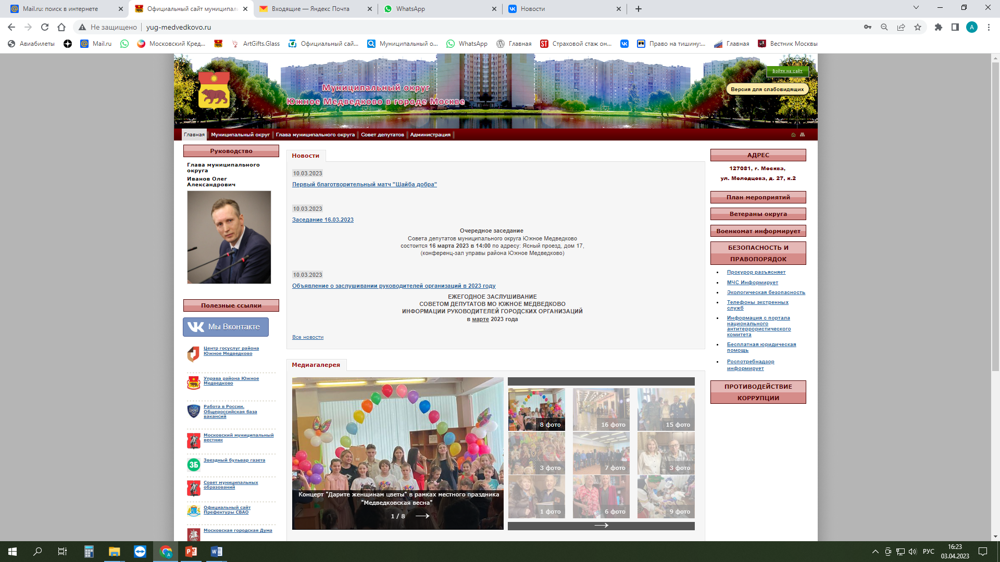 Mail.ru: поиск в интернете
Официальный сайт муниципали
Входящие — Яндекс Почта
WhatsApp
Новости
Не защищено
yug-medvedkovo.ru
А
Авиабилеты
Mail.ru
Московский Кред...
ArtGifts.Glass
Официальный сай...
Муниципальный о...
WhatsApp
Главная
Страховой стаж он...
Право на тишину:...
Главная
Вестник Москвы
Муниципальный округ
Южное Медведково в городе Москве
Войти на сайт
Версия для слабовидящих
Главная
Муниципальный округ
Глава муниципального округа
Совет депутатов
Администрация
Руководство
Глава муниципального
округа
Иванов Олег
Александрович
Полезные ссылки
Мы Вконтакте
Центр госуслуг района
Южное Медведково
Управа района Южное
Медведково
Работа в России.
Общероссийская база
вакансий
Московский муниципальный
вестник
ЗБ
Звездный бульвар газета
Совет муниципальных
образований
Официальный сайт
Префектуры СВАО
Московская городская Дума
Новости
10.03.2023
Первый благотворительный матч "Шайба добра"
10.03.2023
Заседание 16.03.2023
Очередное заседание
Совета депутатов муниципального округа Южное Медведково
состоится 16 марта 2023 в 14:00 по адресу: Ясный проезд, дом 17,
(конференц-зал управы района Южное Медведково)
10.03.2023
Объявление о заслушивании руководителей организаций в 2023 году
ЕЖЕГОДНОЕ ЗАСЛУШИВАНИЕ
СОВЕТОМ ДЕПУТАТОВ МО ЮЖНОЕ МЕДВЕДКОВО
ИНФОРМАЦИИ РУКОВОДИТЕЛЕЙ ГОРОДСКИХ ОРГАНИЗАЦИЙ
в марте 2023 года
Все новости
Медиагалерея
Концерт "Дарите женщинам цветы" в рамках местного праздника
"Медведковская весна"
1 / 8
8 фото
16 фото
15 фото
3 фото
7 фото
3 фото
1 фото
6 фото
9 фото
АДРЕС
127081, г. Москва,
ул. Молодцова, д. 27, к.2
План мероприятий
Ветераны округа
Военкомат информирует
БЕЗОПАСНОСТЬ И
ПРАВОПОРЯДОК
Прокурор разъясняет
МЧС Информирует
Экологическая безопасность
Телефоны экстренных
служб
Информация с портала
национального
антитеррористического
комитета
Бесплатная юридическая
помощь
Роспотребнадзор
информирует
ПРОТИВОДЕЙСТВИЕ
КОРРУПЦИИ
РУС
16:23
03.04.2023